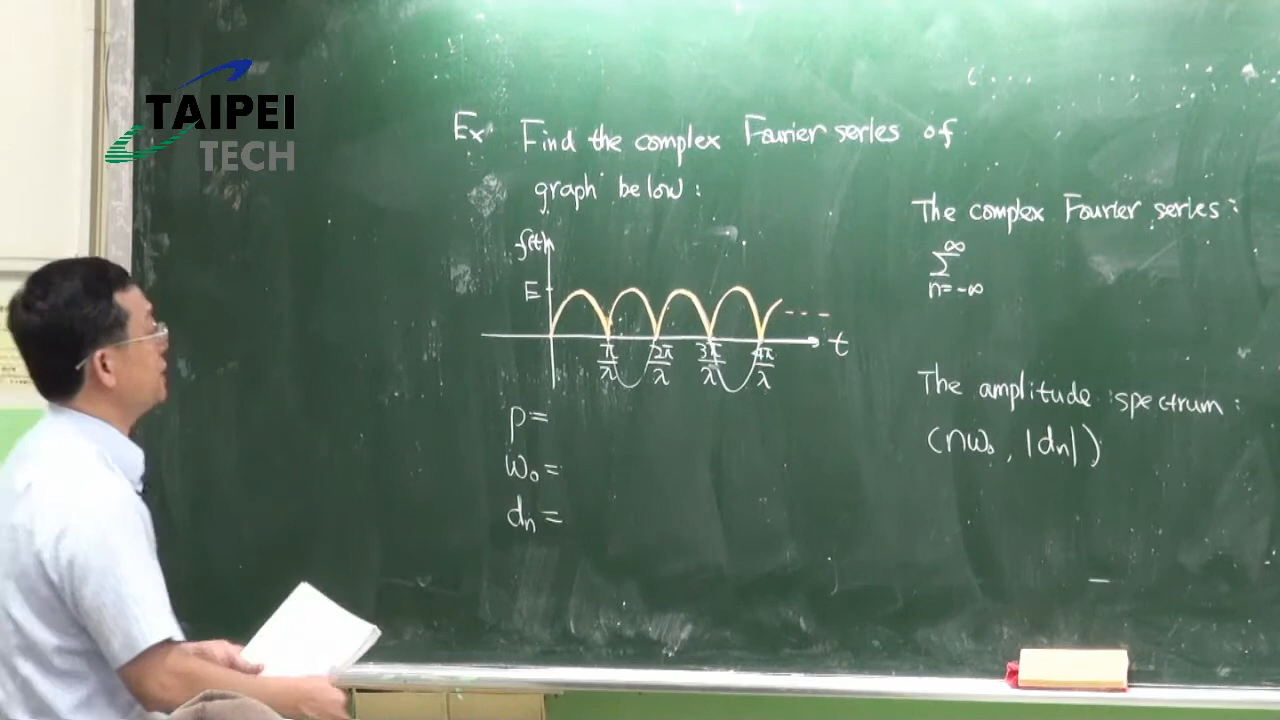 TAIPEI
TECH
Ex Find the complex Fourier series of
graph below:
f(t)
E
t
π/λ 2π/λ 3π/λ 4π/λ
p=
ω₀=
dₙ=
The complex Fourier series:
∞
Σ
n=-∞
The amplitude spectrum:
(nω₀, |dₙ|)